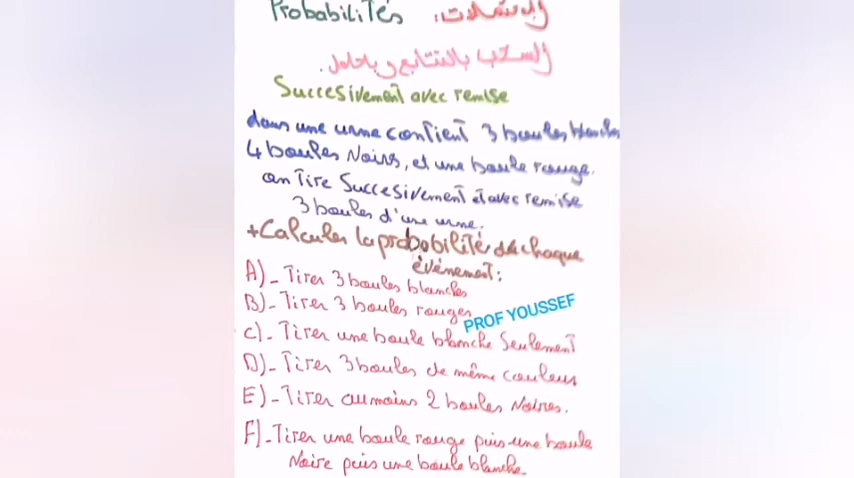 Probabilités الإحتمالات:
السحب بالتتابع وبإحلال.
Succesivement avec remise
dans une urne contient 3 boules blanches
4 boules Noirs, et une boule rouge.
on Tire Succesivement et avec remise
3 boules d'une urne.
+Calculer la probabilité de chaque
événement:
A)_ Tirer 3 boules blanches
B)_ Tirer 3 boules rouges
PROF YOUSSEF
C)_ Tirer une boule blanche Seulement
D)_ Tirer 3 boules de même couleur
E)_ Tirer au moins 2 boules Noires.
F)_ Tirer une boule rouge puis une boule
Noire puis une boule blanche.